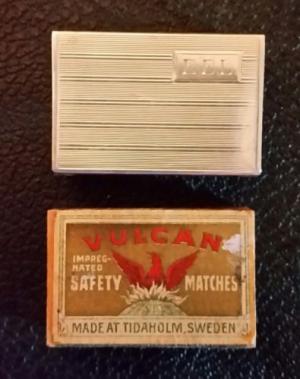 VULCAN
IMPREG-
NATED
SAFETY MATCHES
MADE AT TIDAHOLM, SWEDEN